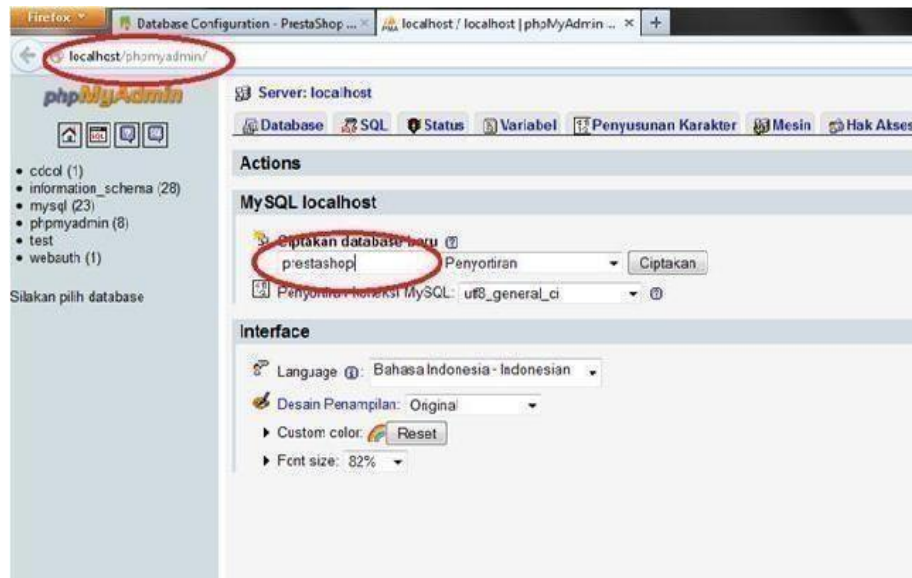 Firefox
Database Configuration - PrestaShop ...
localhost / localhost | phpMyAdmin ...
localhost/phpmyadmin/
phpMyAdmin
SQL
• cdcol (1)
• information_schema (28)
• mysql (23)
• phpmyadmin (8)
• test
• webauth (1)
Silakan pilih database
Server: localhost
Database SQL Status Variabel Penyusunan Karakter Mesin Hak Akses
Actions
MySQL localhost
Ciptakan database baru
prestashop Penyortiran Ciptakan
Penyortiran koneksi MySQL: utf8_general_ci
Interface
Language : Bahasa Indonesia - Indonesian
Desain Penampilan: Original
Custom color: Reset
Font size: 82%